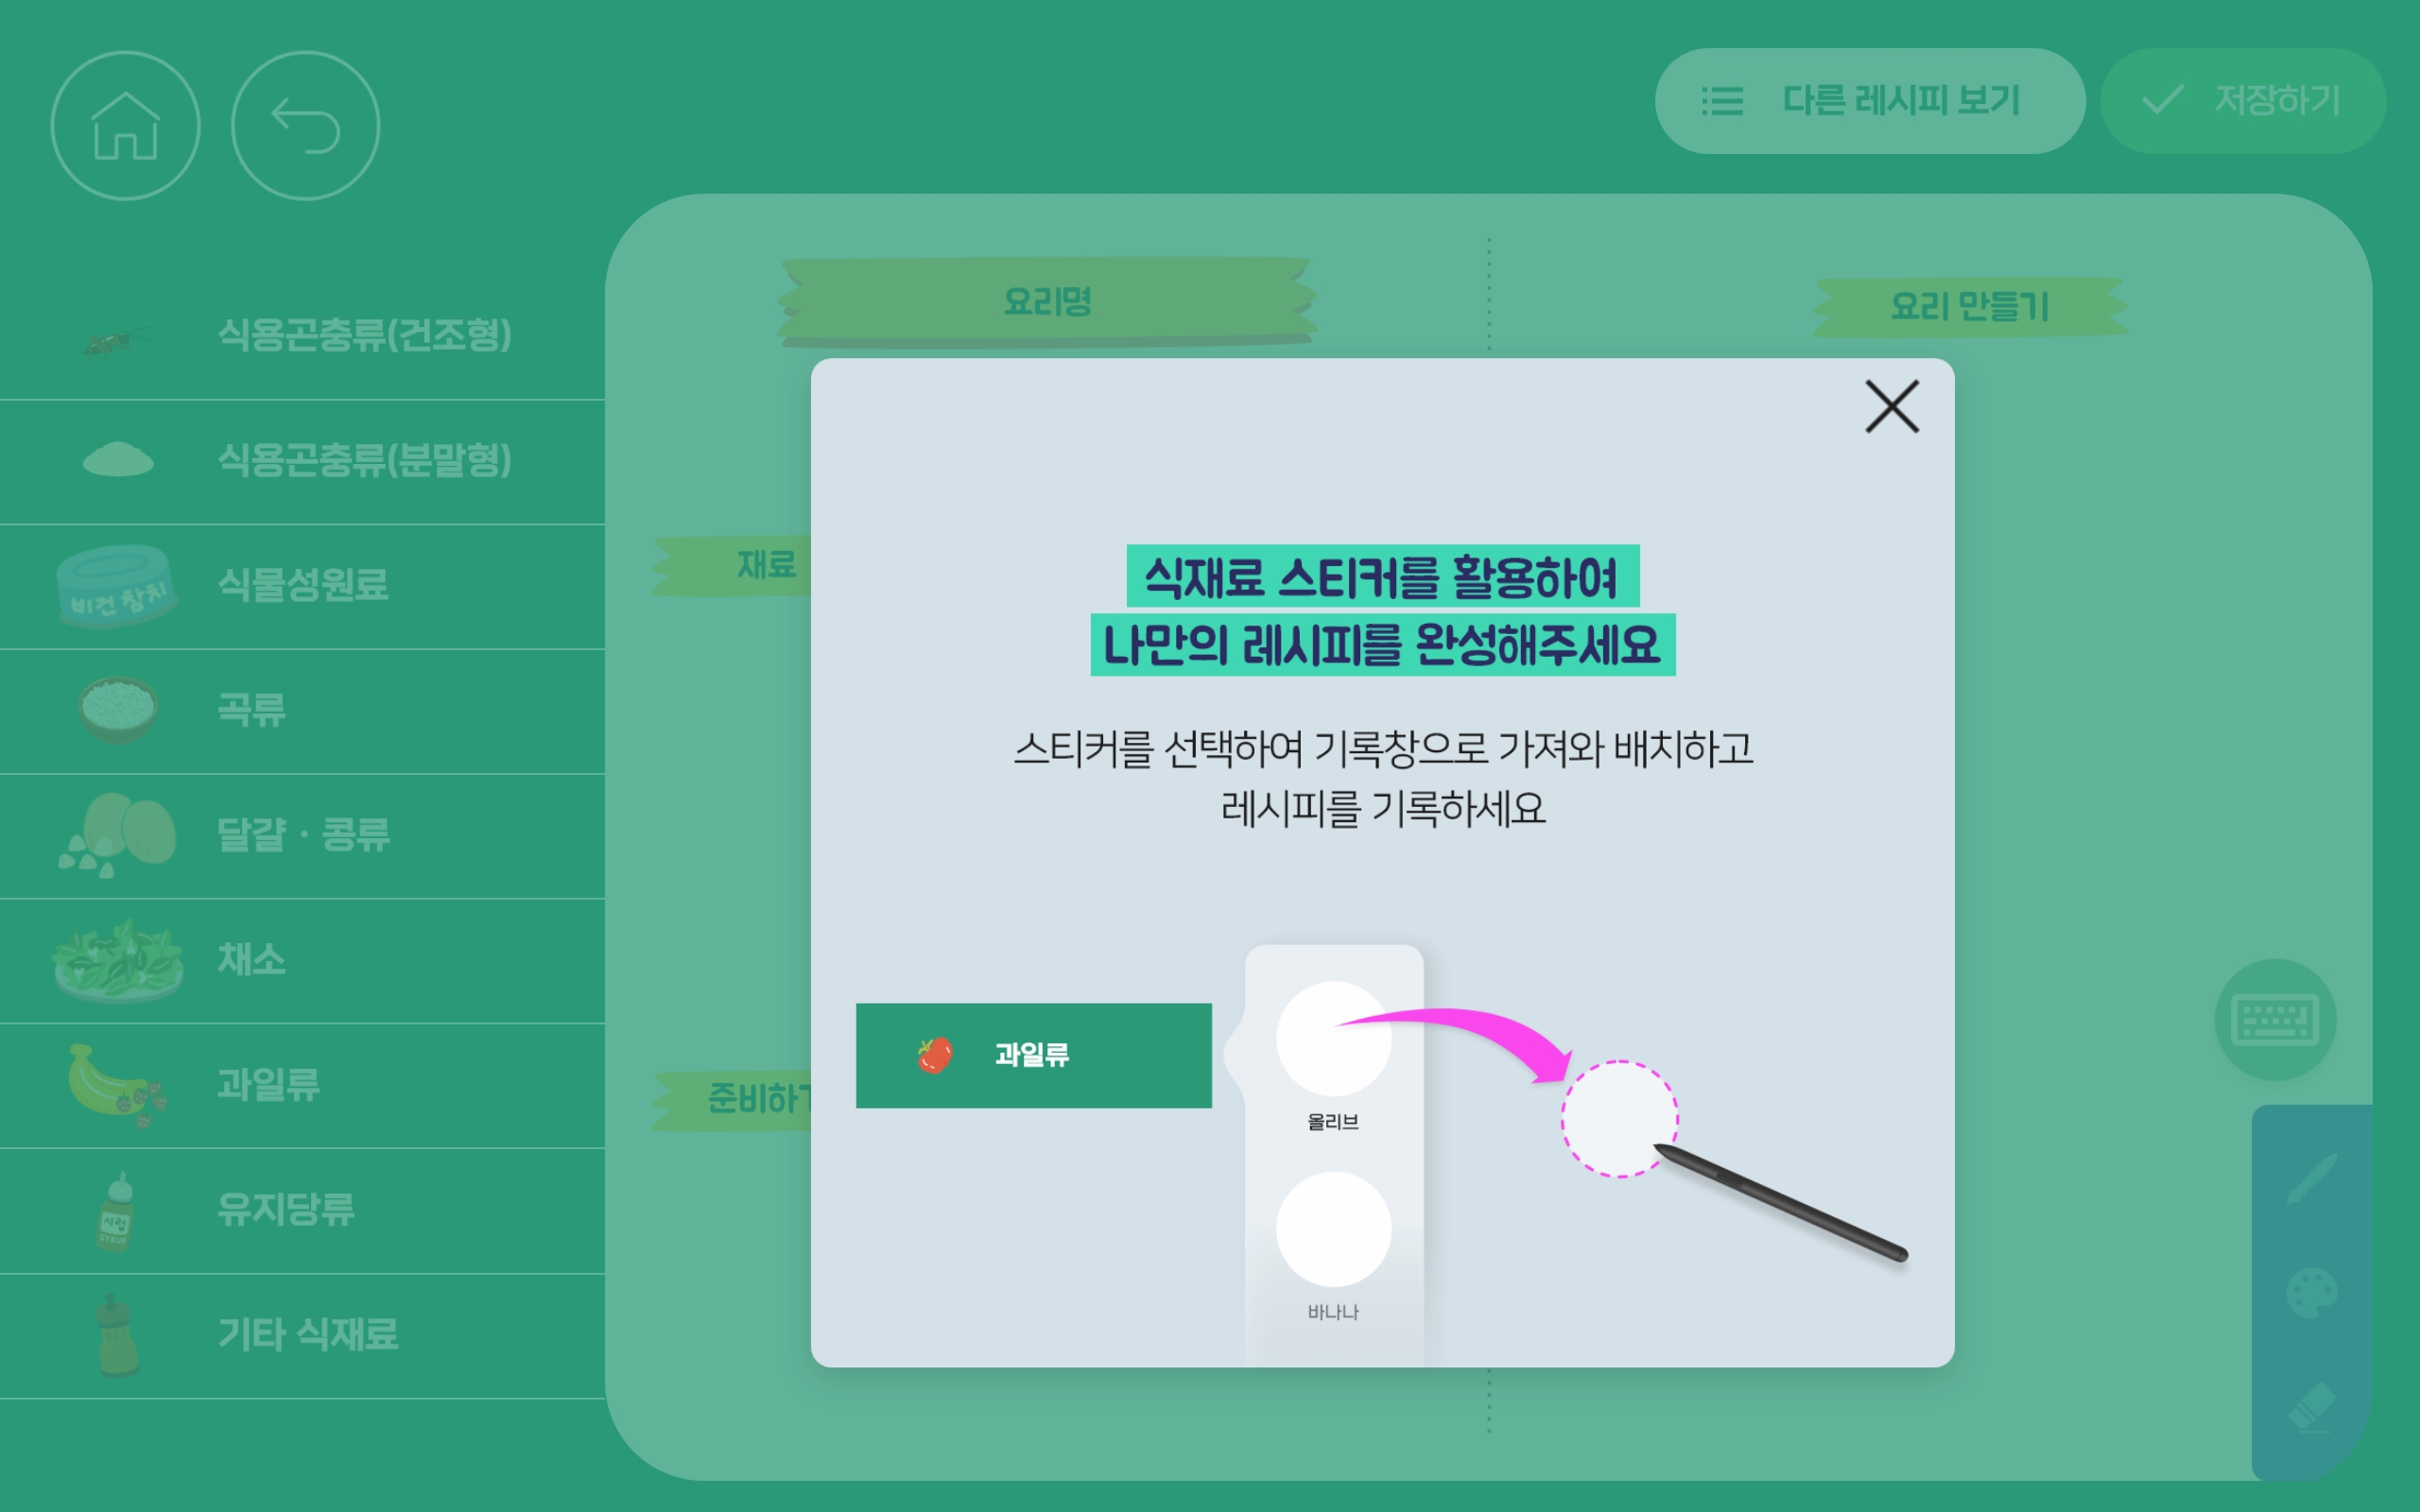 다른 레시피 보기
저장하기
식용곤충류(건조형)
식용곤충류(분말형)
비건 참치
식물성원료
곡류
달걀 · 콩류
채소
과일류
시럽
SYRUP
유지당류
기타 식재료
요리명
요리 만들기
재료
준비하기
식재료 스티커를 활용하여
나만의 레시피를 완성해주세요
스티커를 선택하여 기록창으로 가져와 배치하고
레시피를 기록하세요
과일류
올리브
바나나